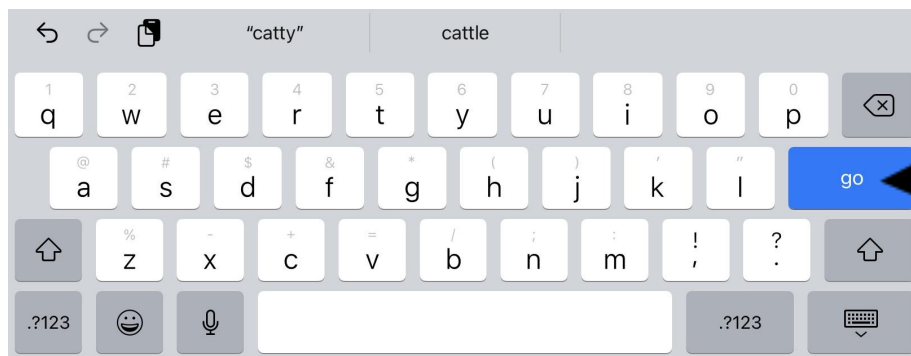 “catty” cattle
1 2 3 4 5 6 7 8 9 0
q w e r t y u i o p
@ # $ & * ( ) ' "
a s d f g h j k l go
% - + = / ; : ! ?
z x c v b n m , .
.?123 .?123